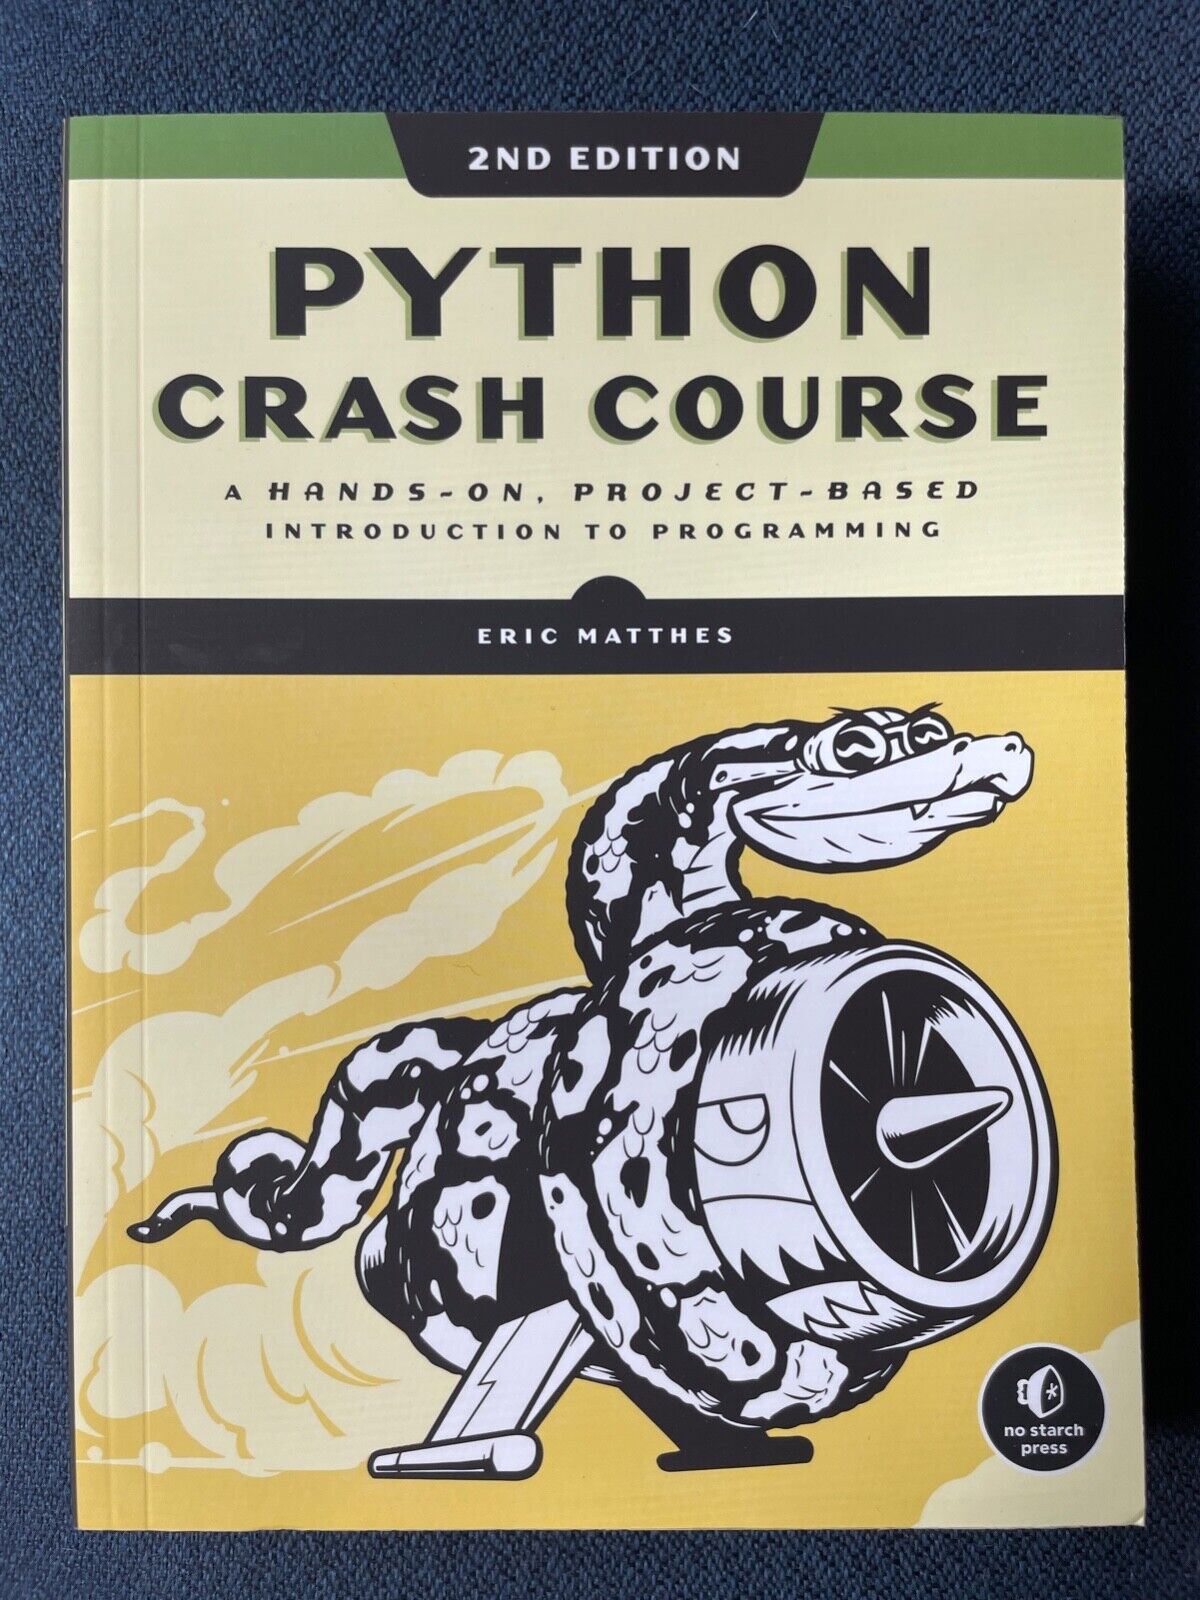 2ND EDITION
PYTHON
CRASH COURSE
A HANDS-ON, PROJECT-BASED
INTRODUCTION TO PROGRAMMING
ERIC MATTHES
no starch
press